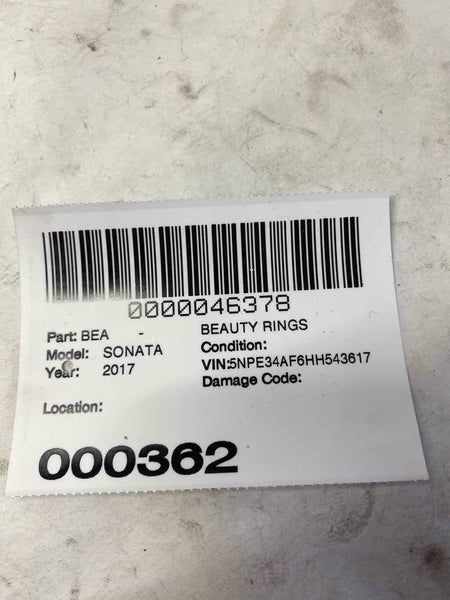 0000046378
Part: BEA - BEAUTY RINGS
Model: SONATA Condition:
Year: 2017 VIN:5NPE34AF6HH543617
Damage Code:
Location:
000362